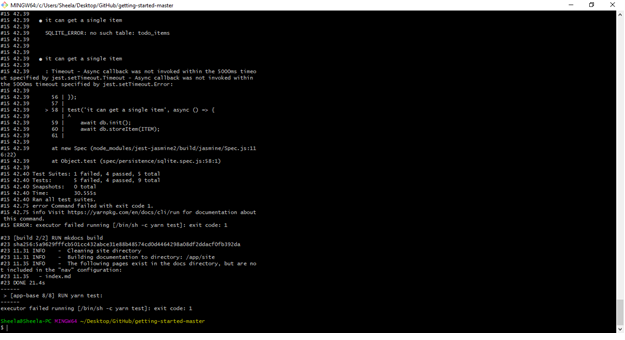 MINGW64:/c/Users/Sheela/Desktop/GitHub/getting-started-master
#15 42.39
#15 42.39   ● it can get a single item
#15 42.39
#15 42.39     SQLITE_ERROR: no such table: todo_items
#15 42.39
#15 42.39
#15 42.39
#15 42.39   ● it can get a single item
#15 42.39
#15 42.39     : Timeout - Async callback was not invoked within the 5000ms timeo
ut specified by jest.setTimeout.Timeout - Async callback was not invoked within
the 5000ms timeout specified by jest.setTimeout.Error:
#15 42.39
#15 42.39       56 | });
#15 42.39       57 |
#15 42.39     > 58 | test('it can get a single item', async () => {
#15 42.39          | ^
#15 42.39       59 |     await db.init();
#15 42.39       60 |     await db.storeItem(ITEM);
#15 42.39       61 |
#15 42.39
#15 42.39       at new Spec (node_modules/jest-jasmine2/build/jasmine/Spec.js:11
6:22)
#15 42.39       at Object.test (spec/persistence/sqlite.spec.js:58:1)
#15 42.39
#15 42.40 Test Suites: 1 failed, 4 passed, 5 total
#15 42.40 Tests:       5 failed, 4 passed, 9 total
#15 42.40 Snapshots:   0 total
#15 42.40 Time:        30.555s
#15 42.40 Ran all test suites.
#15 42.75 error Command failed with exit code 1.
#15 42.75 info Visit https://yarnpkg.com/en/docs/cli/run for documentation about
 this command.
#15 ERROR: executor failed running [/bin/sh -c yarn test]: exit code: 1

#23 [build 2/2] RUN mkdocs build
#23 sha256:5a9629fffcb501cc432abce31e88b48574cd0d4464298a08df2ddacf0fb392da
#23 11.31 INFO    -  Cleaning site directory
#23 11.31 INFO    -  Building documentation to directory: /app/site
#23 11.35 INFO    -  The following pages exist in the docs directory, but are no
t included in the "nav" configuration:
#23 11.35   - index.md
#23 DONE 21.4s
------
 > [app-base 8/8] RUN yarn test:
------
executor failed running [/bin/sh -c yarn test]: exit code: 1

Sheela@Sheela-PC MINGW64 ~/Desktop/GitHub/getting-started-master
$